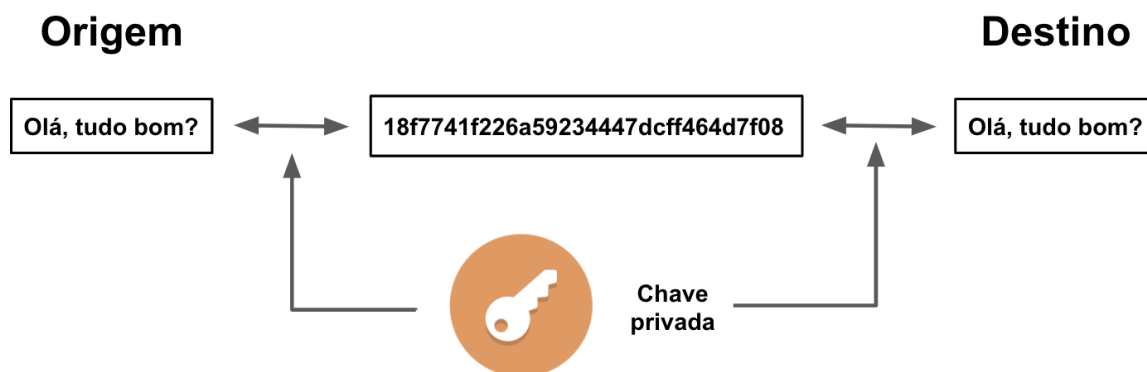 Origem
Destino
Olá, tudo bom?
18f7741f226a59234447dcff464d7f08
Olá, tudo bom?
Chave
privada